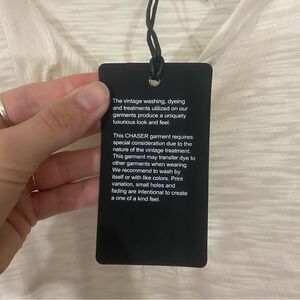 The vintage washing, dyeing
and treatments utilized on our
garments produce a uniquely
luxurious look and feel.
This CHASER garment requires
special consideration due to the
nature of the vintage treatment.
This garment may transfer dye to
other garments when wearing.
We recommend to wash by
itself or with like colors. Print
variation, small holes and
fading are intentional to create
a one of a kind feel.